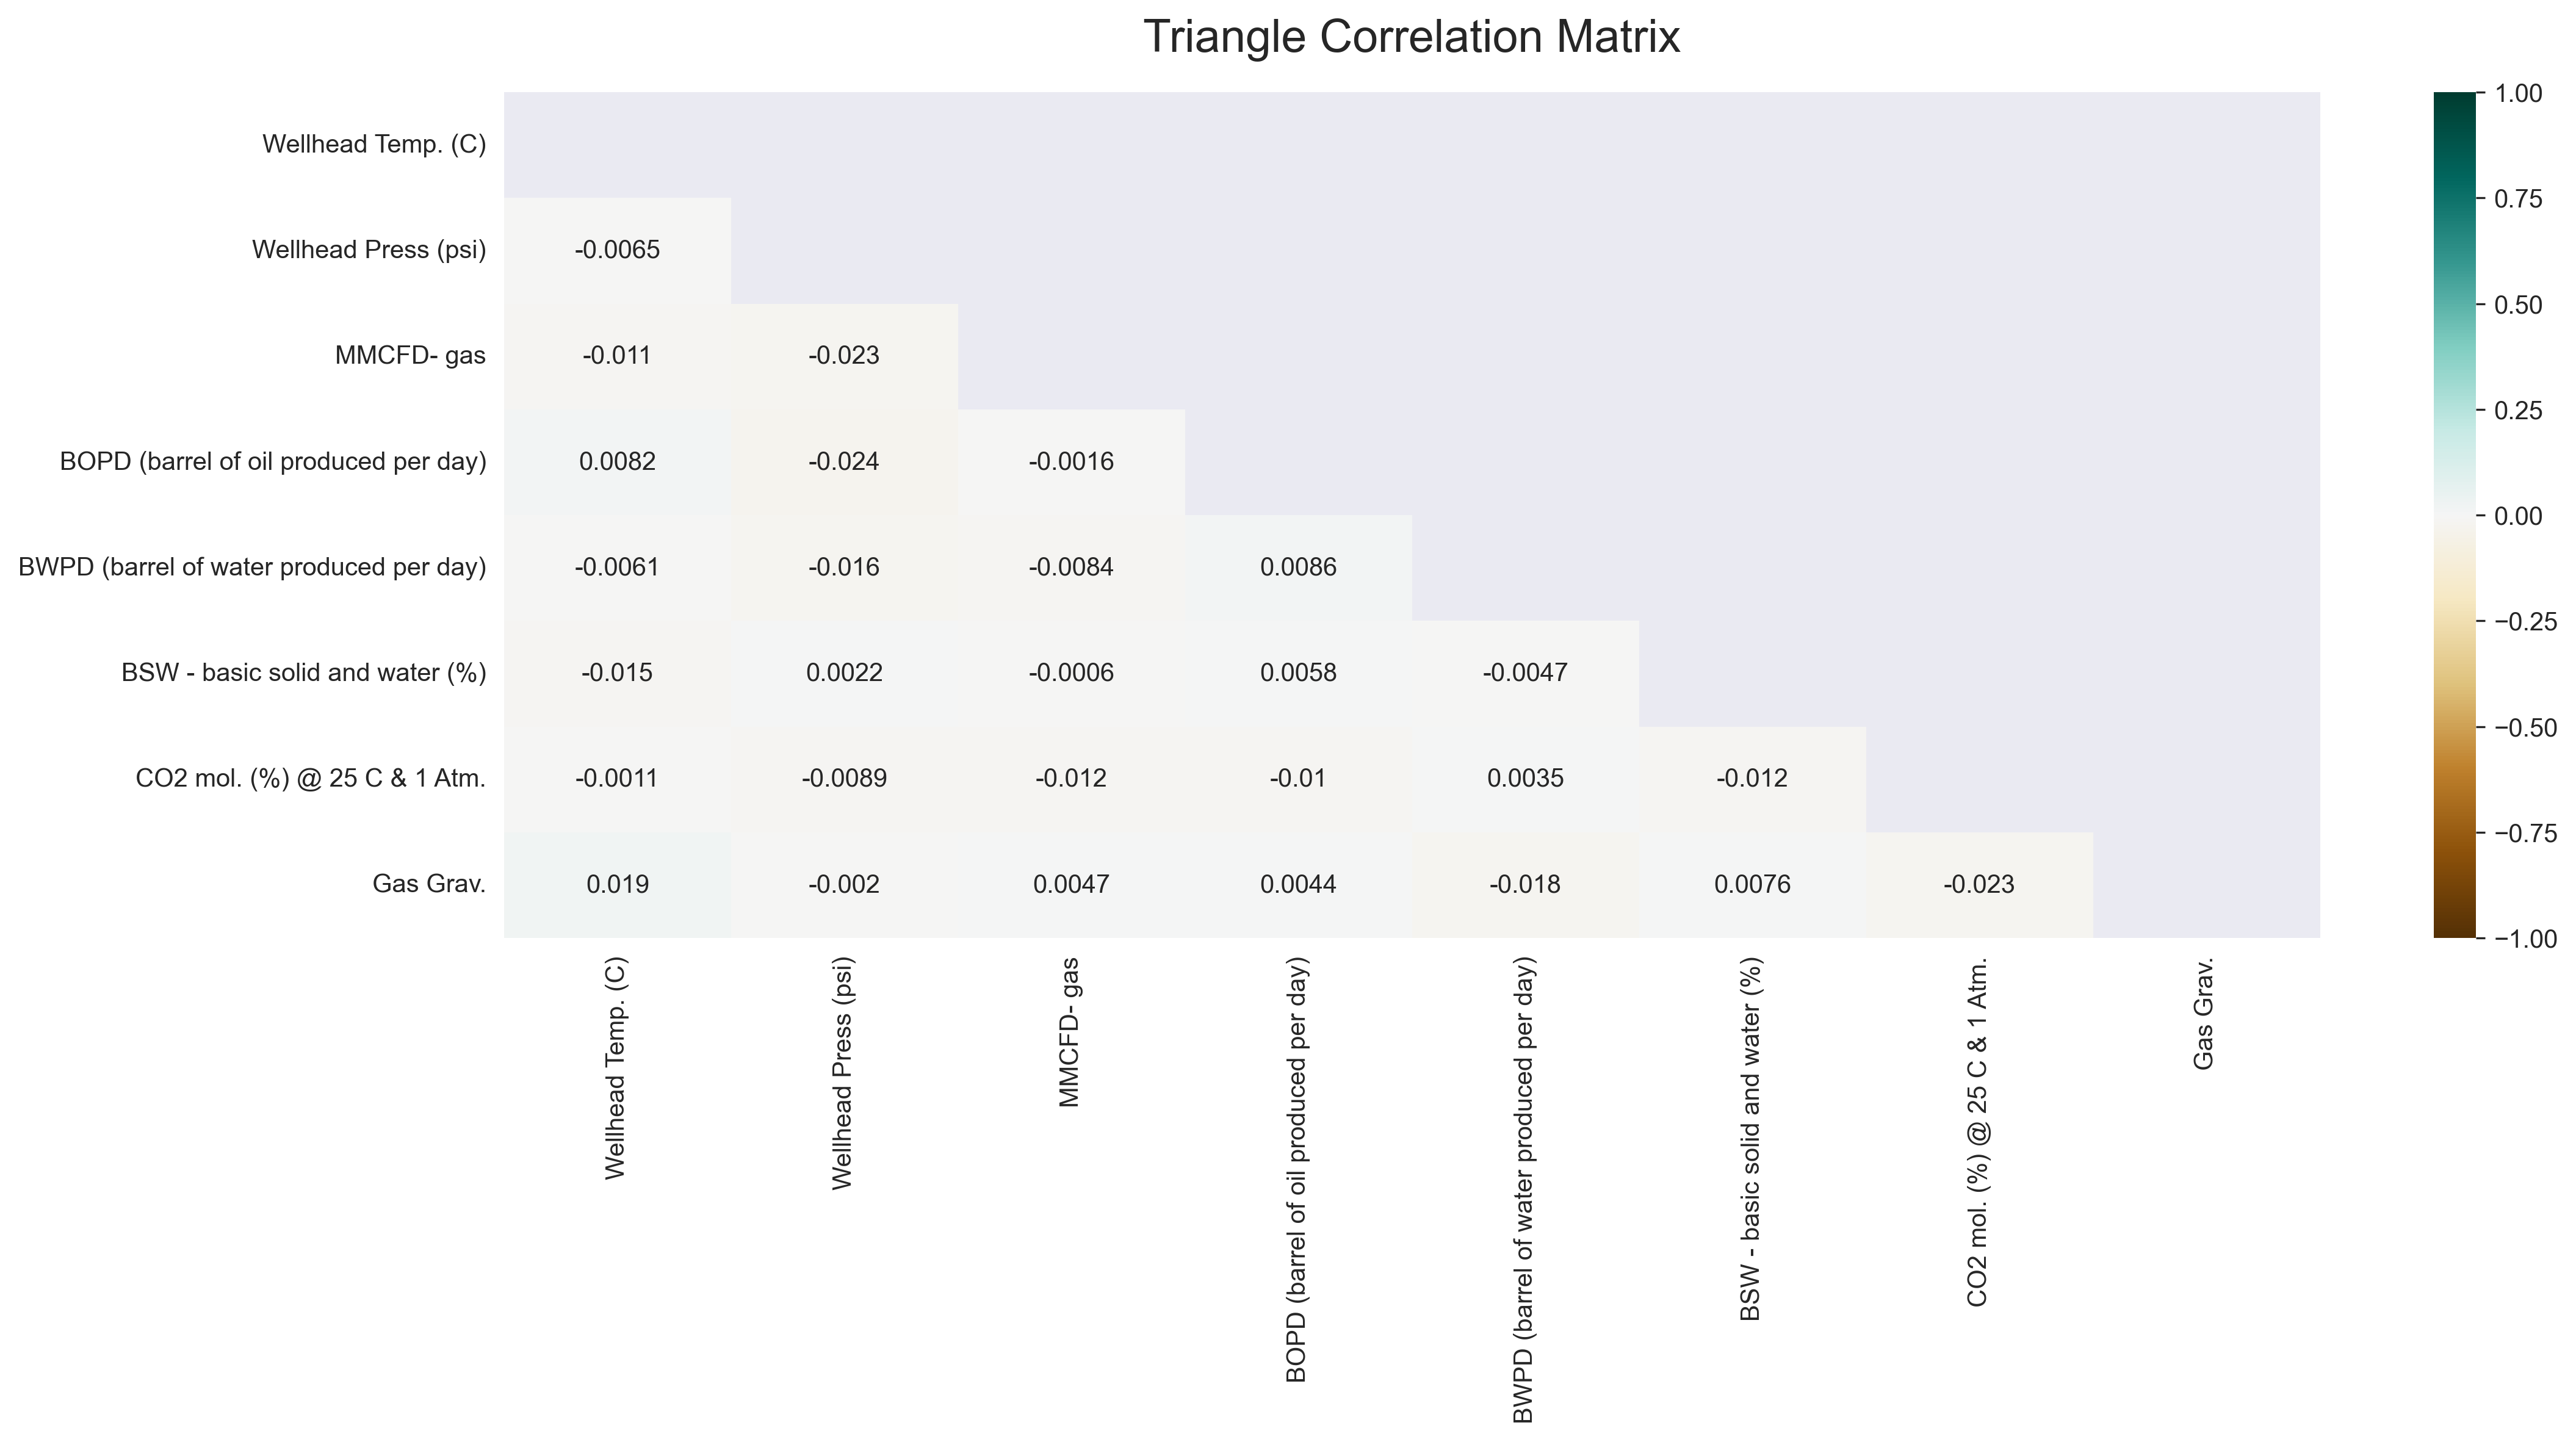 Triangle Correlation Matrix
Wellhead Temp. (C)
Wellhead Press (psi) -0.0065
MMCFD- gas -0.011 -0.023
BOPD (barrel of oil produced per day) 0.0082 -0.024 -0.0016
BWPD (barrel of water produced per day) -0.0061 -0.016 -0.0084 0.0086
BSW - basic solid and water (%) -0.015 0.0022 -0.0006 0.0058 -0.0047
CO2 mol. (%) @ 25 C & 1 Atm. -0.0011 -0.0089 -0.012 -0.01 0.0035 -0.012
Gas Grav. 0.019 -0.002 0.0047 0.0044 -0.018 0.0076 -0.023
Wellhead Temp. (C)
Wellhead Press (psi)
MMCFD- gas
BOPD (barrel of oil produced per day)
BWPD (barrel of water produced per day)
BSW - basic solid and water (%)
CO2 mol. (%) @ 25 C & 1 Atm.
Gas Grav.
1.00
0.75
0.50
0.25
0.00
−0.25
−0.50
−0.75
−1.00